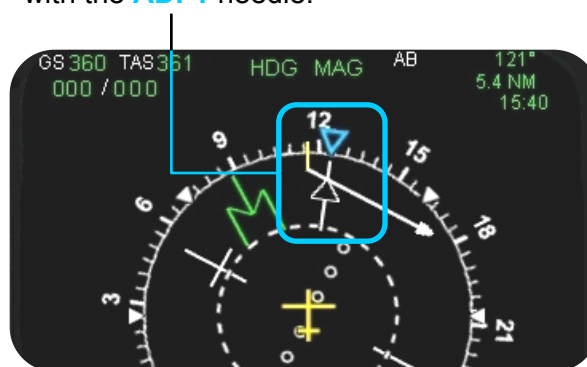 with the ADF1 needle.
GS 360 TAS 361 HDG MAG AB 121°
000 /000 5.4 NM
15:40
12
9
15
6
18
3
21